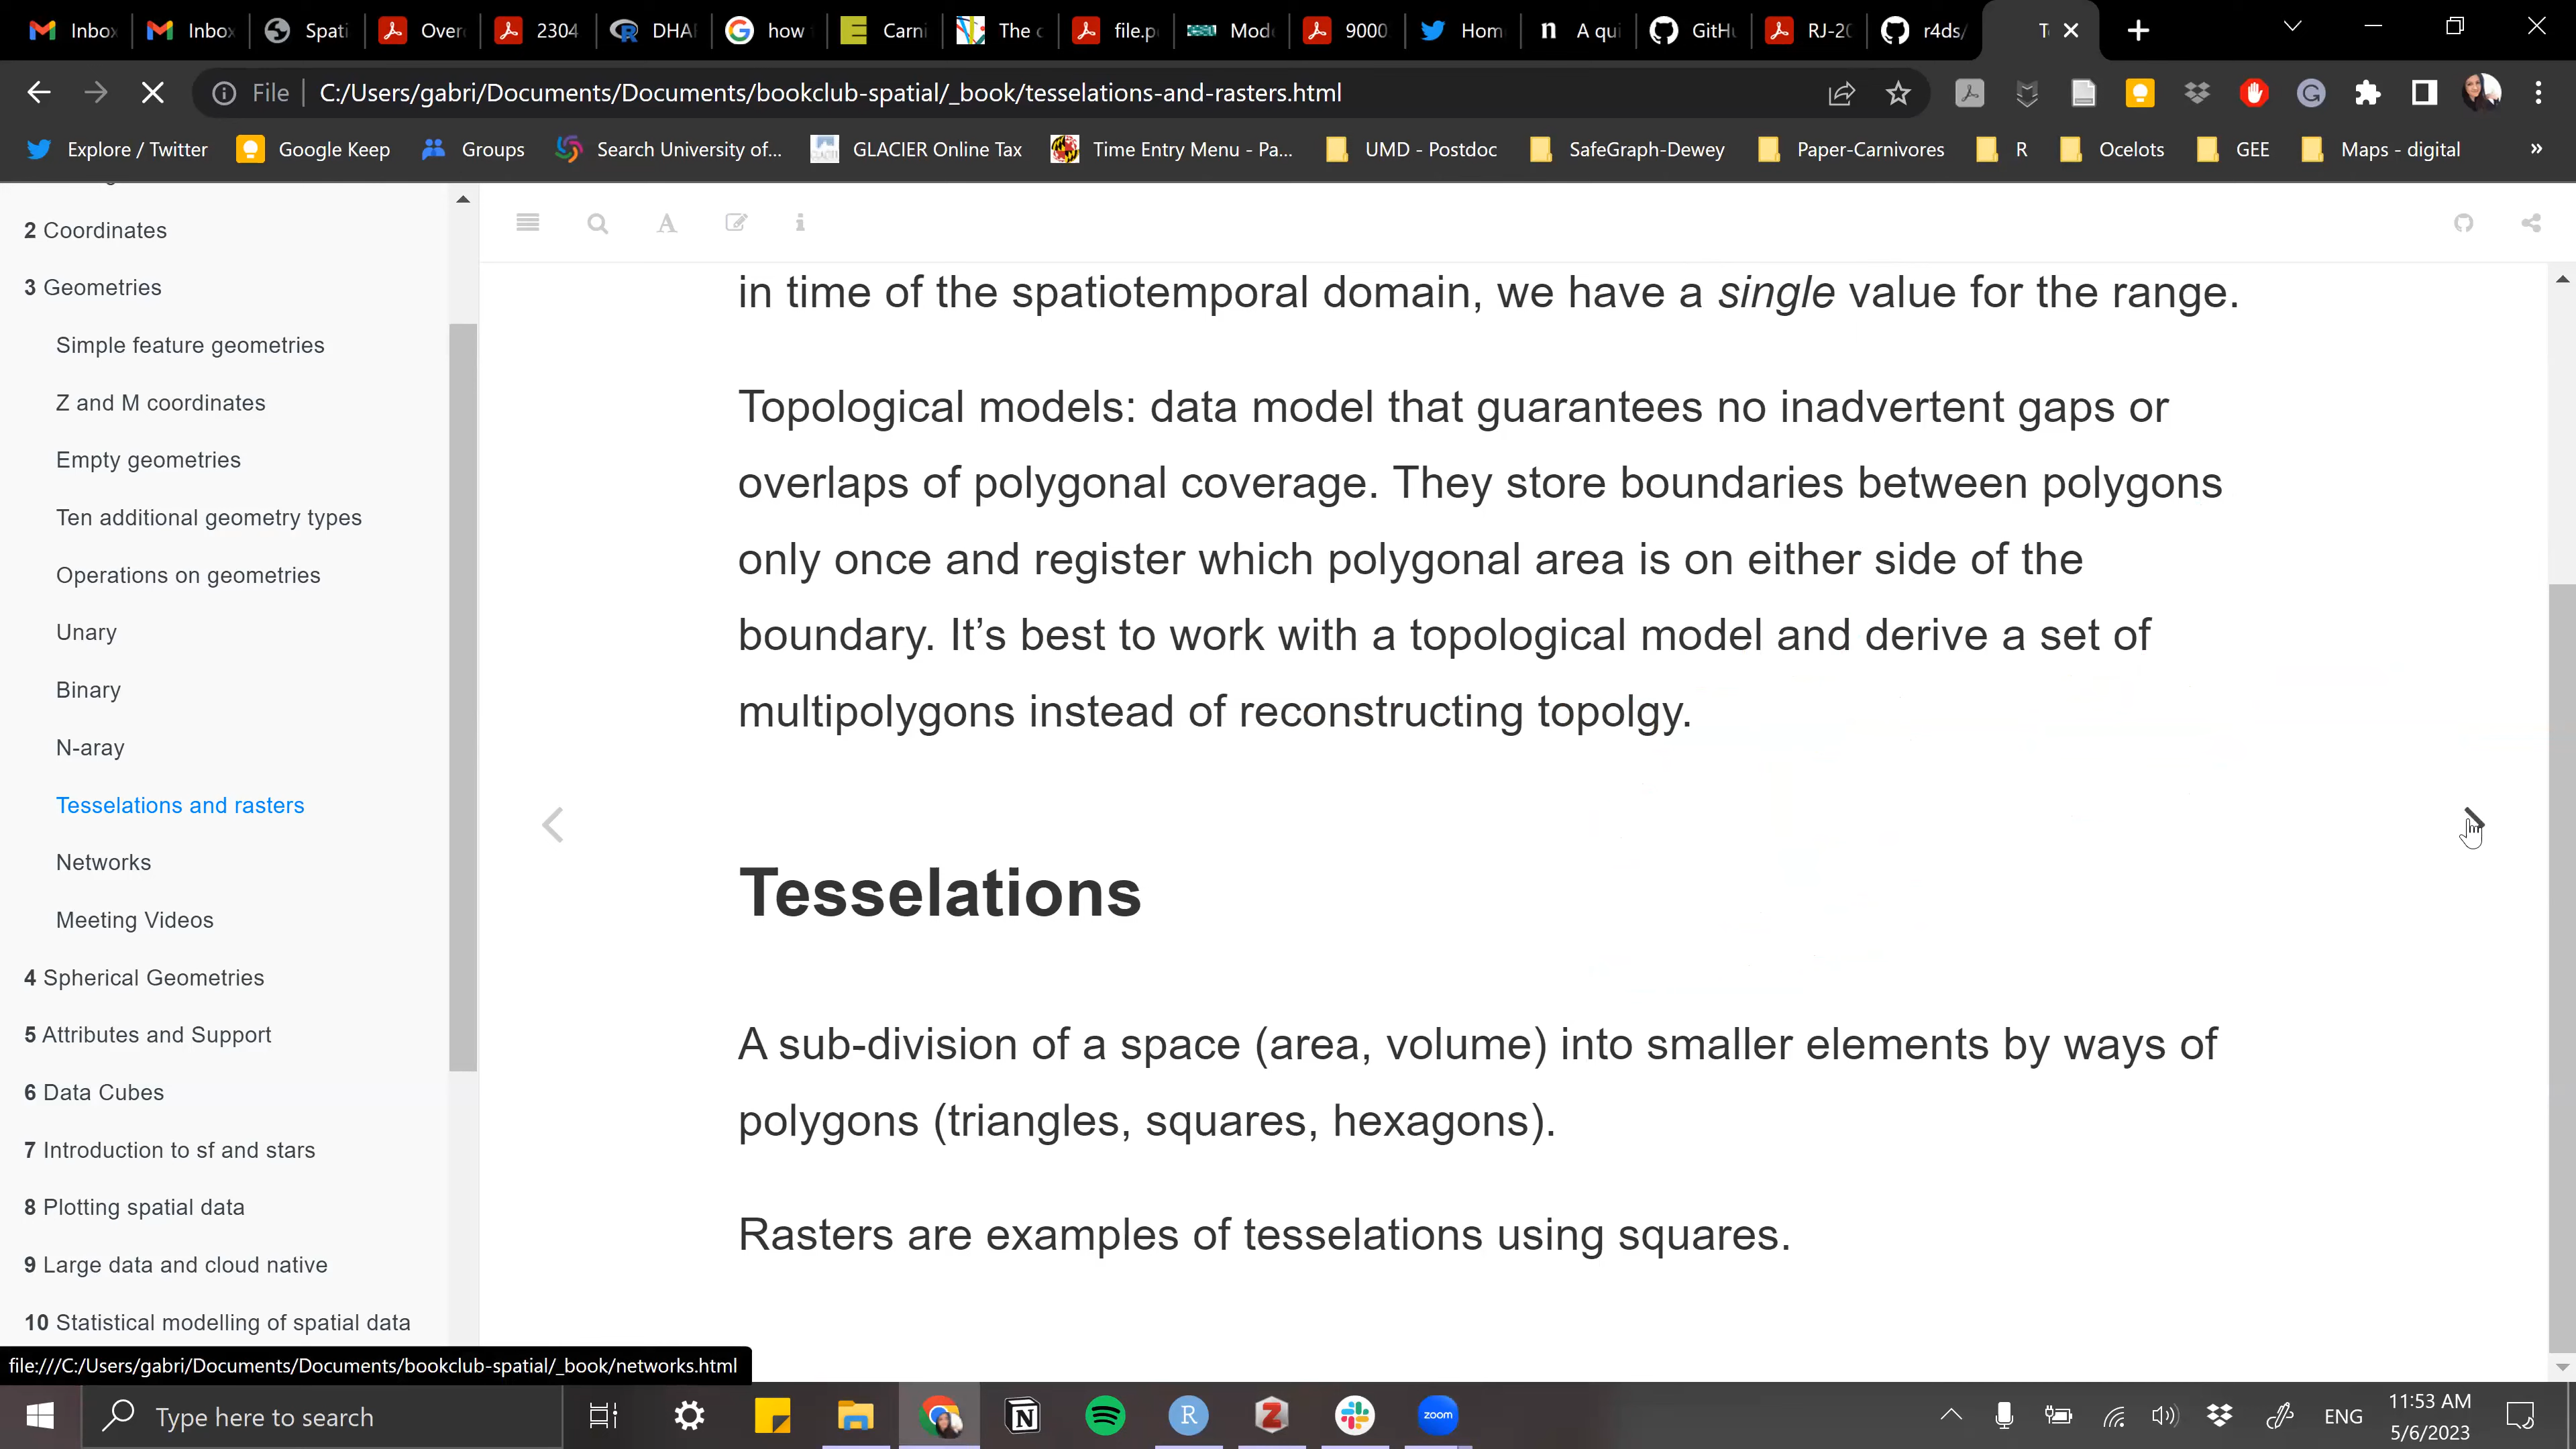 Inbox
Inbox
Spati
Over
2304
DHAR
how
Carni
The c
file.p
Mod
9000
Hom
A qui
GitHu
RJ-20
r4ds/
File
C:/Users/gabri/Documents/Documents/bookclub-spatial/_book/tesselations-and-rasters.html
Explore / Twitter
Google Keep
Groups
Search University of...
GLACIER Online Tax
Time Entry Menu - Pa...
UMD - Postdoc
SafeGraph-Dewey
Paper-Carnivores
R
Ocelots
GEE
Maps - digital
»
2 Coordinates
3 Geometries
Simple feature geometries
Z and M coordinates
Empty geometries
Ten additional geometry types
Operations on geometries
Unary
Binary
N-aray
Tesselations and rasters
Networks
Meeting Videos
4 Spherical Geometries
5 Attributes and Support
6 Data Cubes
7 Introduction to sf and stars
8 Plotting spatial data
9 Large data and cloud native
10 Statistical modelling of spatial data
in time of the spatiotemporal domain, we have a single value for the range.
Topological models: data model that guarantees no inadvertent gaps or
overlaps of polygonal coverage. They store boundaries between polygons
only once and register which polygonal area is on either side of the
boundary. It’s best to work with a topological model and derive a set of
multipolygons instead of reconstructing topolgy.
Tesselations
A sub-division of a space (area, volume) into smaller elements by ways of
polygons (triangles, squares, hexagons).
Rasters are examples of tesselations using squares.
file:///C:/Users/gabri/Documents/Documents/bookclub-spatial/_book/networks.html
Type here to search
zoom
ENG
11:53 AM
5/6/2023